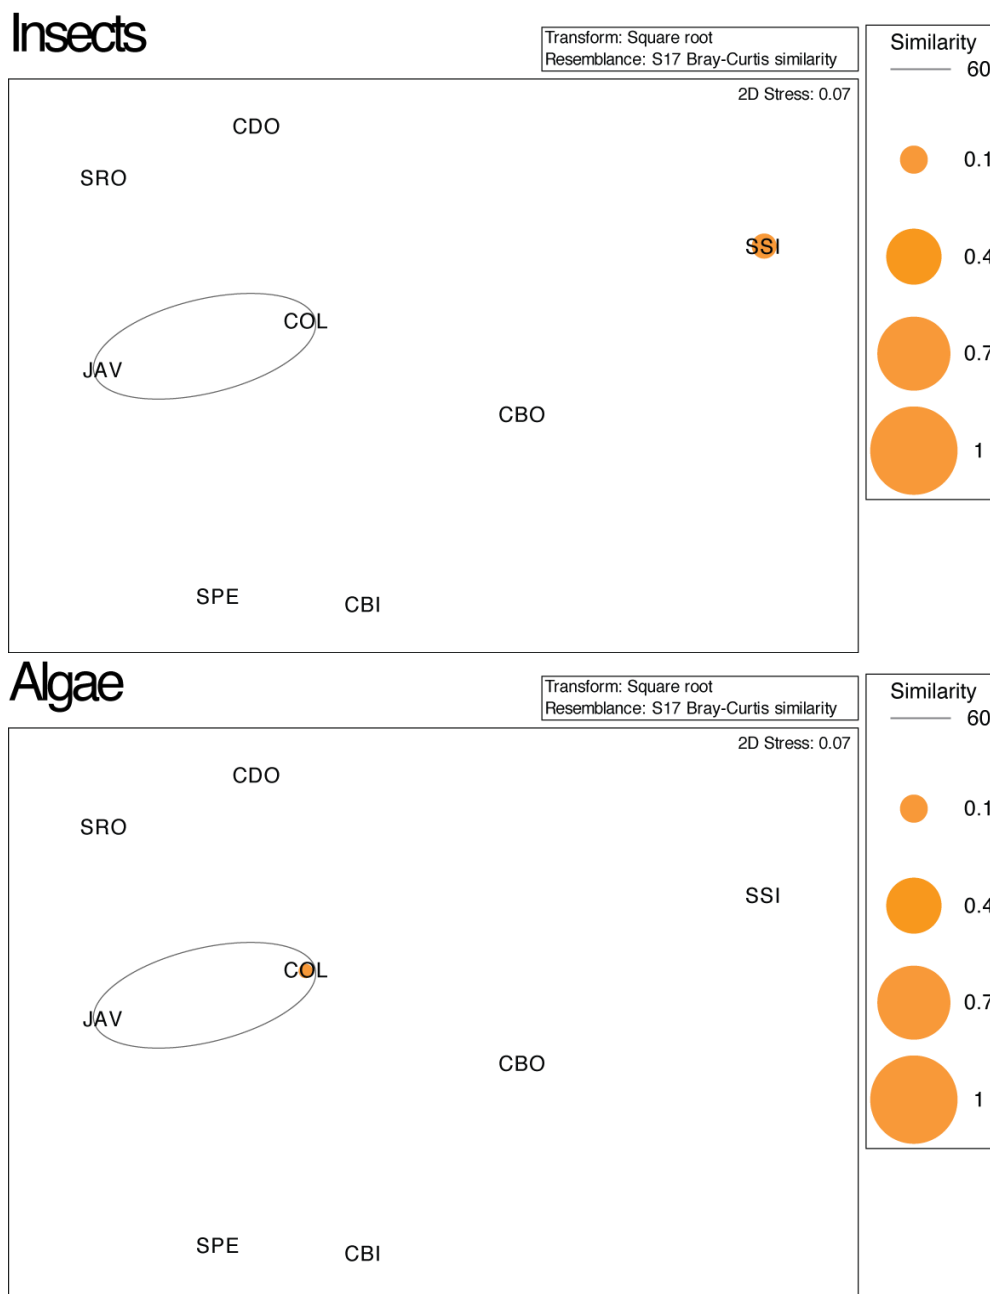 Insects
Transform: Square root
Resemblance: S17 Bray-Curtis similarity
2D Stress: 0.07
CDO
SRO
SSI
COL
JAV
CBO
SPE
CBI
Similarity
60
0.1
0.4
0.7
1
Algae
Transform: Square root
Resemblance: S17 Bray-Curtis similarity
2D Stress: 0.07
CDO
SRO
SSI
COL
JAV
CBO
SPE
CBI
Similarity
60
0.1
0.4
0.7
1